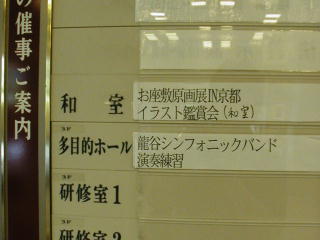 の催事ご案内
和室
お座敷原画展IN京都
イラスト鑑賞会(和室)
3F
多目的ホール
龍谷シンフォニックバンド
演奏練習
3F
研修室1
3F
研修室2